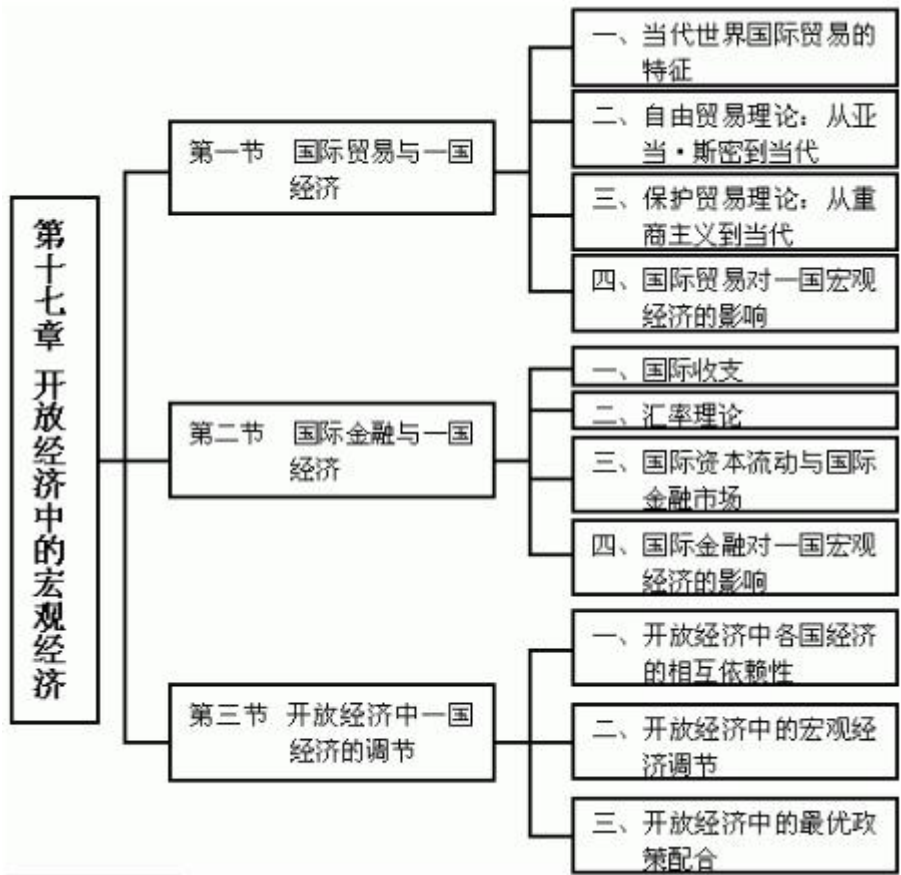 第十七章 开放经济中的宏观经济
第一节 国际贸易与一国
经济
一、当代世界国际贸易的
特征
二、自由贸易理论：从亚
当·斯密到当代
三、保护贸易理论：从重
商主义到当代
四、国际贸易对一国宏观
经济的影响
第二节 国际金融与一国
经济
一、国际收支
二、汇率理论
三、国际资本流动与国际
金融市场
四、国际金融对一国宏观
经济的影响
第三节 开放经济中一国
经济的调节
一、开放经济中各国经济
的相互依赖性
二、开放经济中的宏观经
济调节
三、开放经济中的最优政
策配合